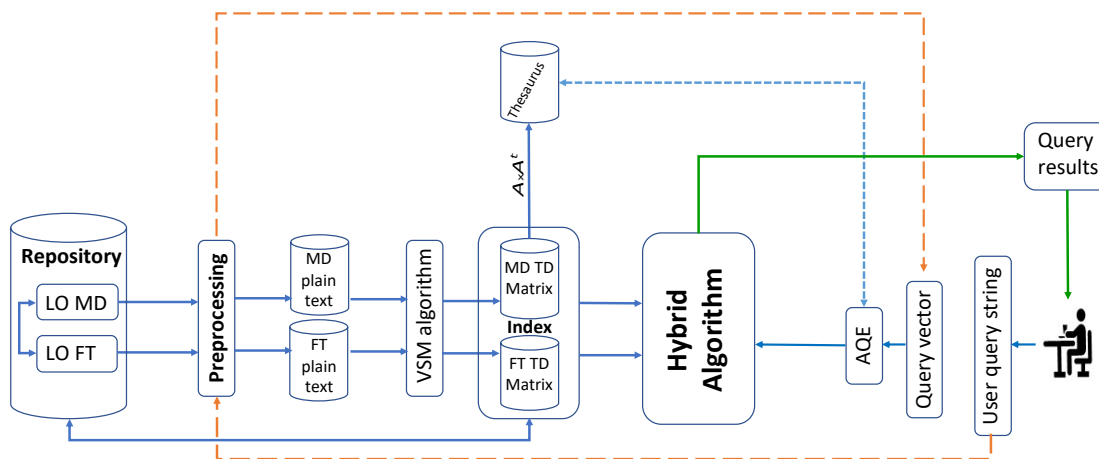 Thesaurus
A×Aᵗ
Query
results
Repository
LO MD
LO FT
Preprocessing
MD
plain
text
FT
plain
text
VSM algorithm
MD TD
Matrix
Index
FT TD
Matrix
Hybrid
Algorithm
AQE
Query vector
User query string